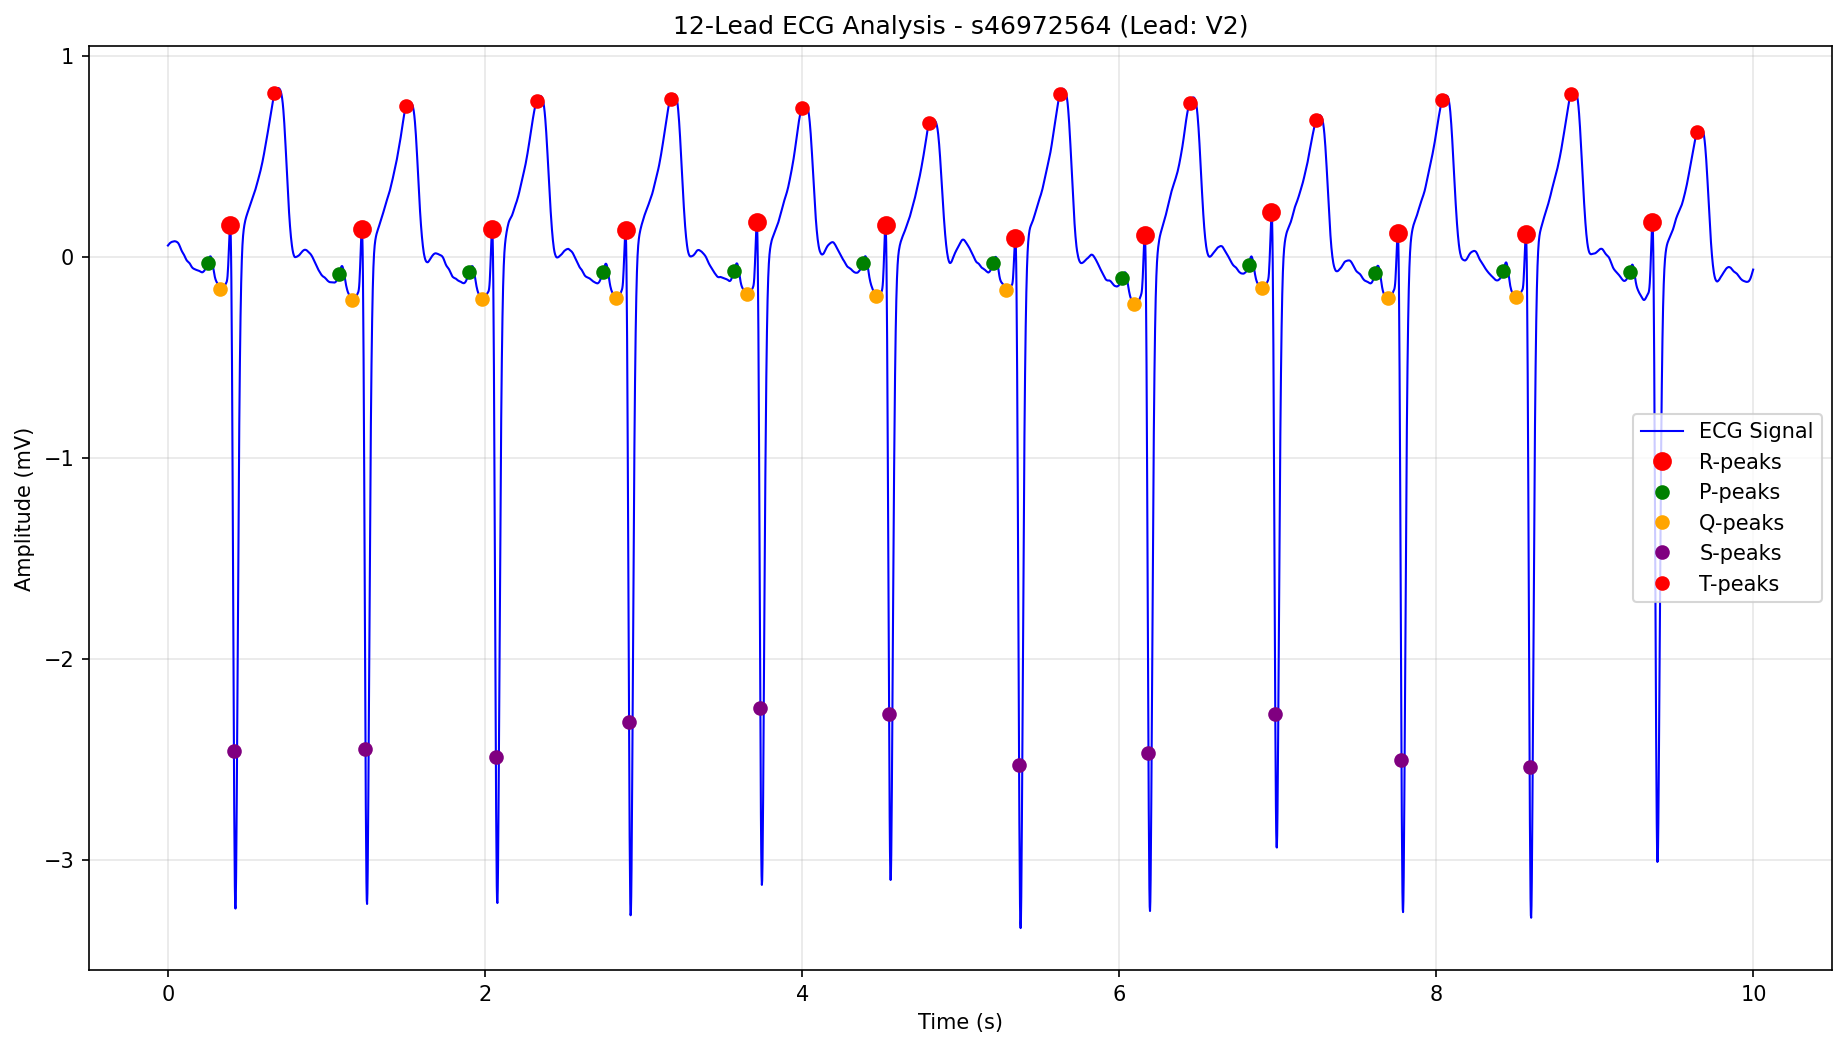 12-Lead ECG Analysis - s46972564 (Lead: V2)
Amplitude (mV)
1
0
−1
−2
−3
ECG Signal
R-peaks
P-peaks
Q-peaks
S-peaks
T-peaks
0 2 4 6 8 10
Time (s)